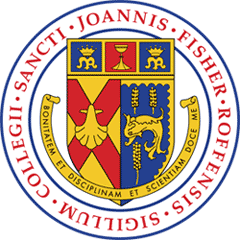 SIGILLUM · COLLEGII · SANCTI · JOANNIS · FISHER · ROFFENSIS ·
BONITATEM ET DISCIPLINAM ET SCIENTIAM DOCE ME